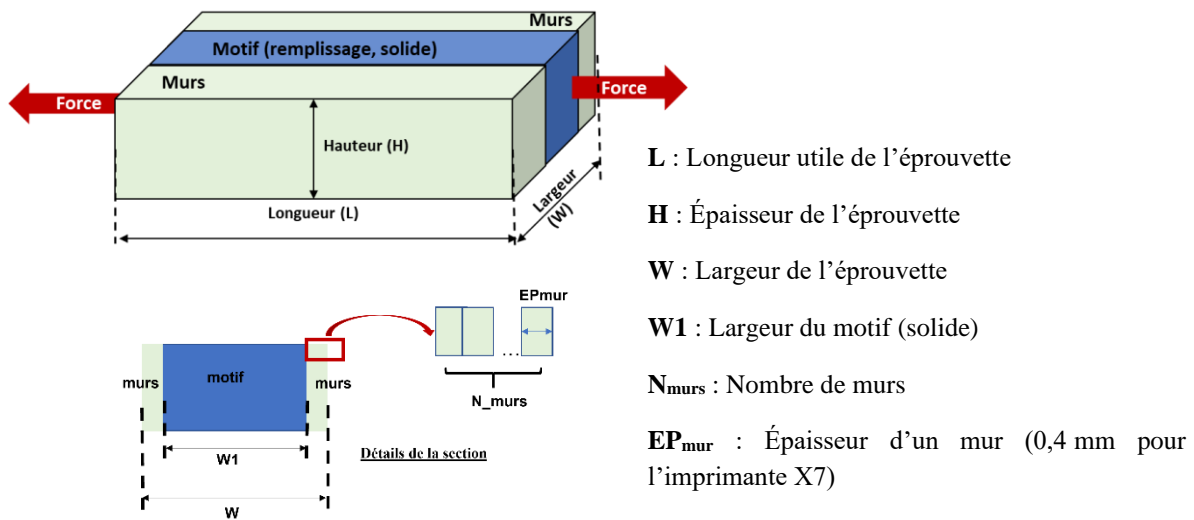 Murs
Motif (remplissage, solide)
Murs
Force
Force
Hauteur (H)
Longueur (L)
Largeur
(W)
EPmur
...
N_murs
murs
motif
murs
W1
W
Détails de la section
L : Longueur utile de l'éprouvette
H : Épaisseur de l'éprouvette
W : Largeur de l'éprouvette
W1 : Largeur du motif (solide)
Nmurs : Nombre de murs
EPmur : Épaisseur d'un mur (0,4 mm pour
l'imprimante X7)